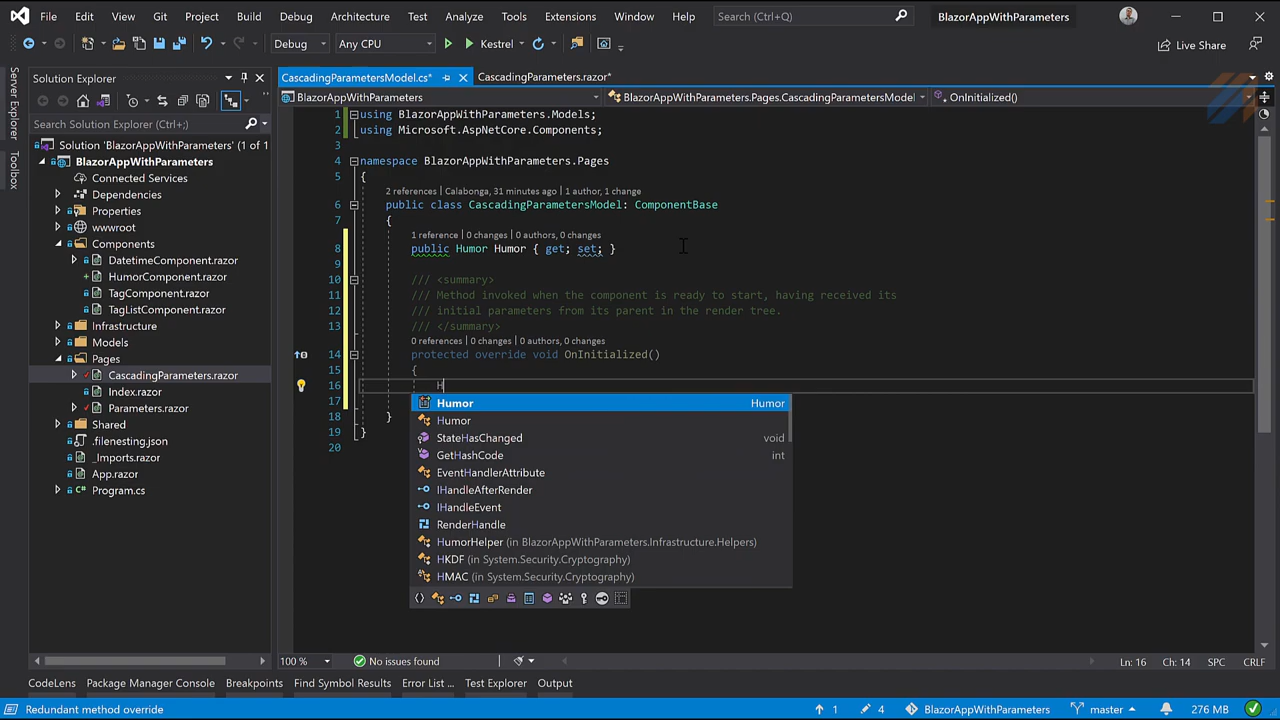 File Edit View Git Project Build Debug Architecture Test Analyze Tools Extensions Window Help Search (Ctrl+Q) BlazorAppWithParameters
Debug Any CPU Kestrel Live Share
Server Explorer
Toolbox
Solution Explorer
Search Solution Explorer (Ctrl+;)
Solution 'BlazorAppWithParameters' (1 of 1)
BlazorAppWithParameters
Connected Services
Dependencies
Properties
wwwroot
Components
DatetimeComponent.razor
HumorComponent.razor
TagComponent.razor
TagListComponent.razor
Infrastructure
Models
Pages
CascadingParameters.razor
Index.razor
Parameters.razor
Shared
.filenesting.json
_Imports.razor
App.razor
Program.cs
CascadingParametersModel.cs* CascadingParameters.razor*
BlazorAppWithParameters BlazorAppWithParameters.Pages.CascadingParametersModel OnInitialized()
1 using BlazorAppWithParameters.Models;
2 using Microsoft.AspNetCore.Components;
3
4 namespace BlazorAppWithParameters.Pages
5 {
2 references | Calabonga, 31 minutes ago | 1 author, 1 change
6 public class CascadingParametersModel: ComponentBase
7 {
1 reference | 0 changes | 0 authors, 0 changes
8 public Humor Humor { get; set; }
9
10 /// <summary>
11 /// Method invoked when the component is ready to start, having received its
12 /// initial parameters from its parent in the render tree.
13 /// </summary>
0 references | 0 changes | 0 authors, 0 changes
14 protected override void OnInitialized()
15 {
16 H
17
18 }
19 }
20
Humor Humor
Humor
StateHasChanged void
GetHashCode int
EventHandlerAttribute
IHandleAfterRender
IHandleEvent
RenderHandle
HumorHelper (in BlazorAppWithParameters.Infrastructure.Helpers)
HKDF (in System.Security.Cryptography)
HMAC (in System.Security.Cryptography)
100 % No issues found Ln: 16 Ch: 14 SPC CRLF
CodeLens Package Manager Console Breakpoints Find Symbol Results Error List ... Test Explorer Output
Redundant method override 1 4 BlazorAppWithParameters master 276 MB